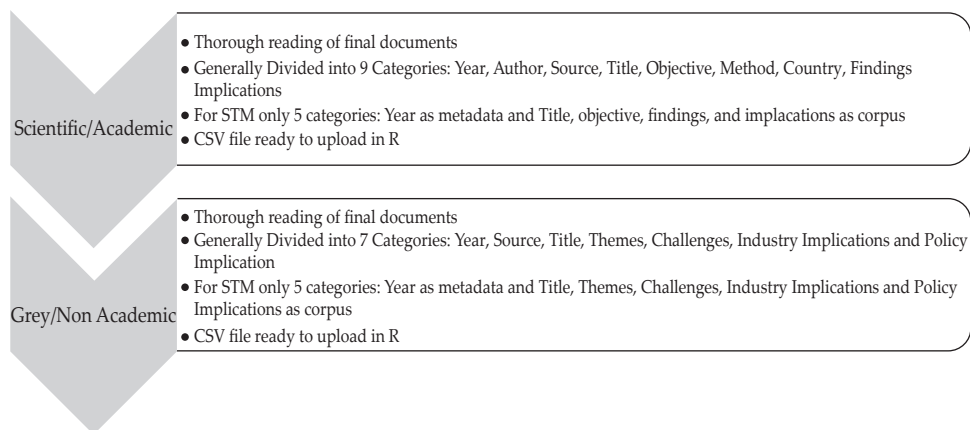 Scientific/Academic
● Thorough reading of final documents
● Generally Divided into 9 Categories: Year, Author, Source, Title, Objective, Method, Country, Findings
Implications
● For STM only 5 categories: Year as metadata and Title, objective, findings, and implacations as corpus
● CSV file ready to upload in R
Grey/Non Academic
● Thorough reading of final documents
● Generally Divided into 7 Categories: Year, Source, Title, Themes, Challenges, Industry Implications and Policy
Implication
● For STM only 5 categories: Year as metadata and Title, Themes, Challenges, Industry Implications and Policy
Implications as corpus
● CSV file ready to upload in R